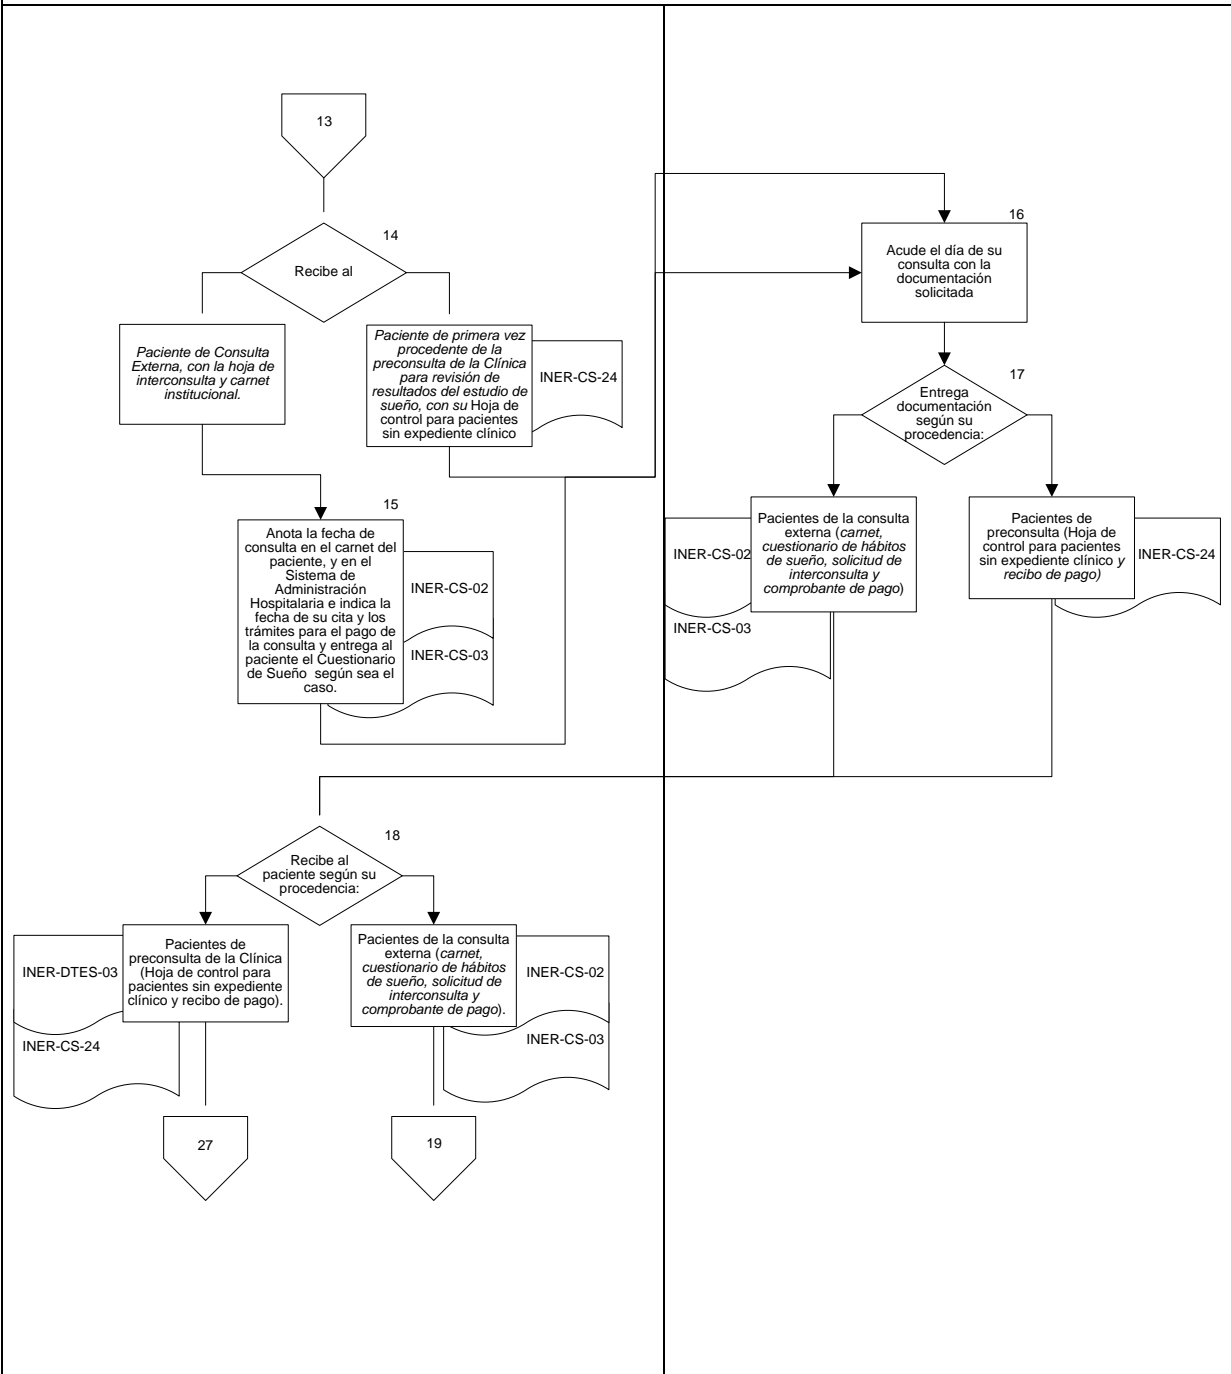 13
14
Recibe al
Paciente de Consulta
Externa, con la hoja de
interconsulta y carnet
institucional.
Paciente de primera vez
procedente de la
preconsulta de la Clínica
para revisión de
resultados del estudio de
sueño, con su Hoja de
control para pacientes
sin expediente clínico
INER-CS-24
15
Anota la fecha de
consulta en el carnet del
paciente, y en el
Sistema de
Administración
Hospitalaria e indica la
fecha de su cita y los
trámites para el pago de
la consulta y entrega al
paciente el Cuestionario
de Sueño según sea el
caso.
INER-CS-02
INER-CS-03
16
Acude el día de su
consulta con la
documentación
solicitada
17
Entrega
documentación
según su
procedencia:
INER-CS-02
INER-CS-03
Pacientes de la consulta
externa (carnet,
cuestionario de hábitos
de sueño, solicitud de
interconsulta y
comprobante de pago)
Pacientes de
preconsulta (Hoja de
control para pacientes
sin expediente clínico y
recibo de pago)
INER-CS-24
18
Recibe al
paciente según su
procedencia:
INER-DTES-03
INER-CS-24
Pacientes de
preconsulta de la Clínica
(Hoja de control para
pacientes sin expediente
clínico y recibo de pago).
Pacientes de la consulta
externa (carnet,
cuestionario de hábitos
de sueño, solicitud de
interconsulta y
comprobante de pago).
INER-CS-02
INER-CS-03
27
19